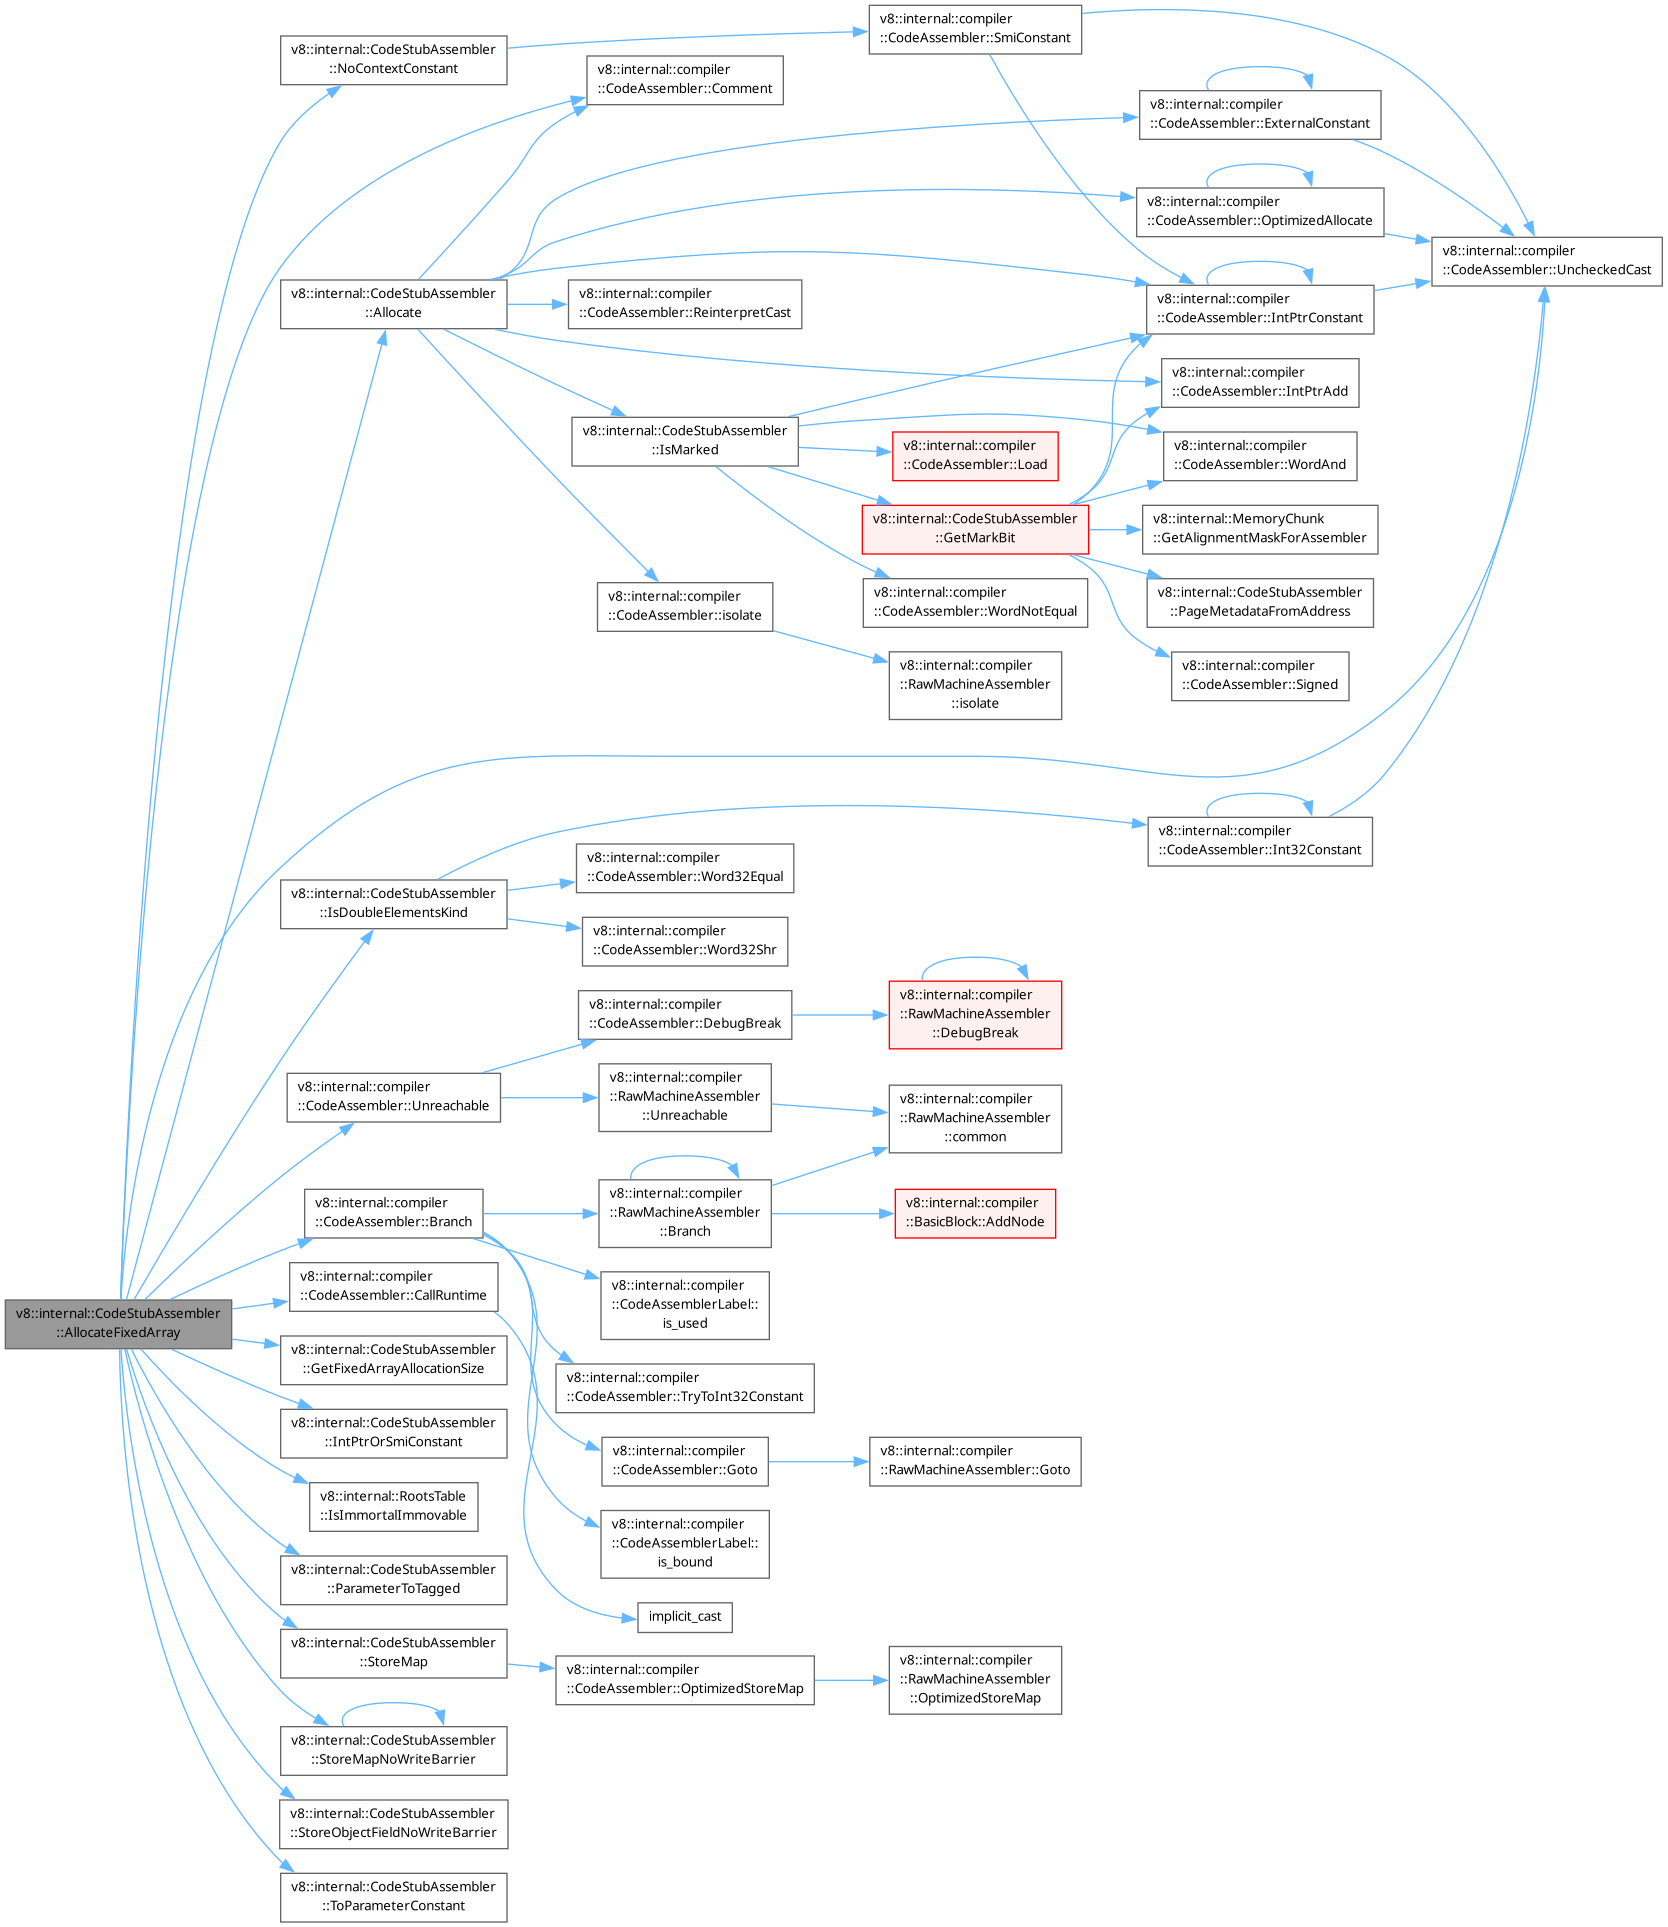 v8::internal::CodeStubAssembler
::AllocateFixedArray
v8::internal::CodeStubAssembler
::NoContextConstant
v8::internal::compiler
::CodeAssembler::SmiConstant
v8::internal::compiler
::CodeAssembler::Comment
v8::internal::compiler
::CodeAssembler::ExternalConstant
v8::internal::compiler
::CodeAssembler::OptimizedAllocate
v8::internal::compiler
::CodeAssembler::UncheckedCast
v8::internal::CodeStubAssembler
::Allocate
v8::internal::compiler
::CodeAssembler::ReinterpretCast
v8::internal::compiler
::CodeAssembler::IntPtrConstant
v8::internal::compiler
::CodeAssembler::IntPtrAdd
v8::internal::CodeStubAssembler
::IsMarked
v8::internal::compiler
::CodeAssembler::Load
v8::internal::compiler
::CodeAssembler::WordAnd
v8::internal::CodeStubAssembler
::GetMarkBit
v8::internal::MemoryChunk
::GetAlignmentMaskForAssembler
v8::internal::compiler
::CodeAssembler::isolate
v8::internal::compiler
::CodeAssembler::WordNotEqual
v8::internal::CodeStubAssembler
::PageMetadataFromAddress
v8::internal::compiler
::RawMachineAssembler
::isolate
v8::internal::compiler
::CodeAssembler::Signed
v8::internal::compiler
::CodeAssembler::Int32Constant
v8::internal::CodeStubAssembler
::IsDoubleElementsKind
v8::internal::compiler
::CodeAssembler::Word32Equal
v8::internal::compiler
::CodeAssembler::Word32Shr
v8::internal::compiler
::CodeAssembler::DebugBreak
v8::internal::compiler
::RawMachineAssembler
::DebugBreak
v8::internal::compiler
::CodeAssembler::Unreachable
v8::internal::compiler
::RawMachineAssembler
::Unreachable
v8::internal::compiler
::RawMachineAssembler
::common
v8::internal::compiler
::CodeAssembler::Branch
v8::internal::compiler
::RawMachineAssembler
::Branch
v8::internal::compiler
::BasicBlock::AddNode
v8::internal::compiler
::CodeAssembler::CallRuntime
v8::internal::compiler
::CodeAssemblerLabel::
is_used
v8::internal::CodeStubAssembler
::GetFixedArrayAllocationSize
v8::internal::compiler
::CodeAssembler::TryToInt32Constant
v8::internal::CodeStubAssembler
::IntPtrOrSmiConstant
v8::internal::compiler
::CodeAssembler::Goto
v8::internal::compiler
::RawMachineAssembler::Goto
v8::internal::RootsTable
::IsImmortalImmovable
v8::internal::compiler
::CodeAssemblerLabel::
is_bound
v8::internal::CodeStubAssembler
::ParameterToTagged
implicit_cast
v8::internal::CodeStubAssembler
::StoreMap
v8::internal::compiler
::CodeAssembler::OptimizedStoreMap
v8::internal::compiler
::RawMachineAssembler
::OptimizedStoreMap
v8::internal::CodeStubAssembler
::StoreMapNoWriteBarrier
v8::internal::CodeStubAssembler
::StoreObjectFieldNoWriteBarrier
v8::internal::CodeStubAssembler
::ToParameterConstant